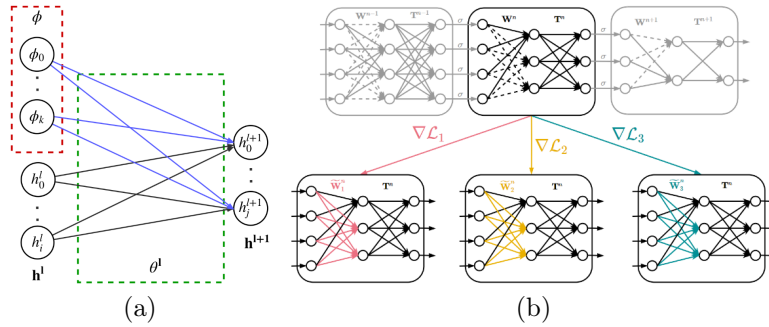 ϕ
ϕ₀
ϕₖ
h₀ˡ
hᵢˡ
hˡ
θˡ
h₀ˡ⁺¹
hⱼˡ⁺¹
hˡ⁺¹
(a)
Wⁿ⁻¹ Tⁿ⁻¹ σ Wⁿ Tⁿ σ Wⁿ⁺¹ Tⁿ⁺¹
σ σ
σ σ
σ
∇ℒ₁ ∇ℒ₂ ∇ℒ₃
W̃₁ⁿ Tⁿ W̃₂ⁿ Tⁿ W̃₃ⁿ Tⁿ
(b)